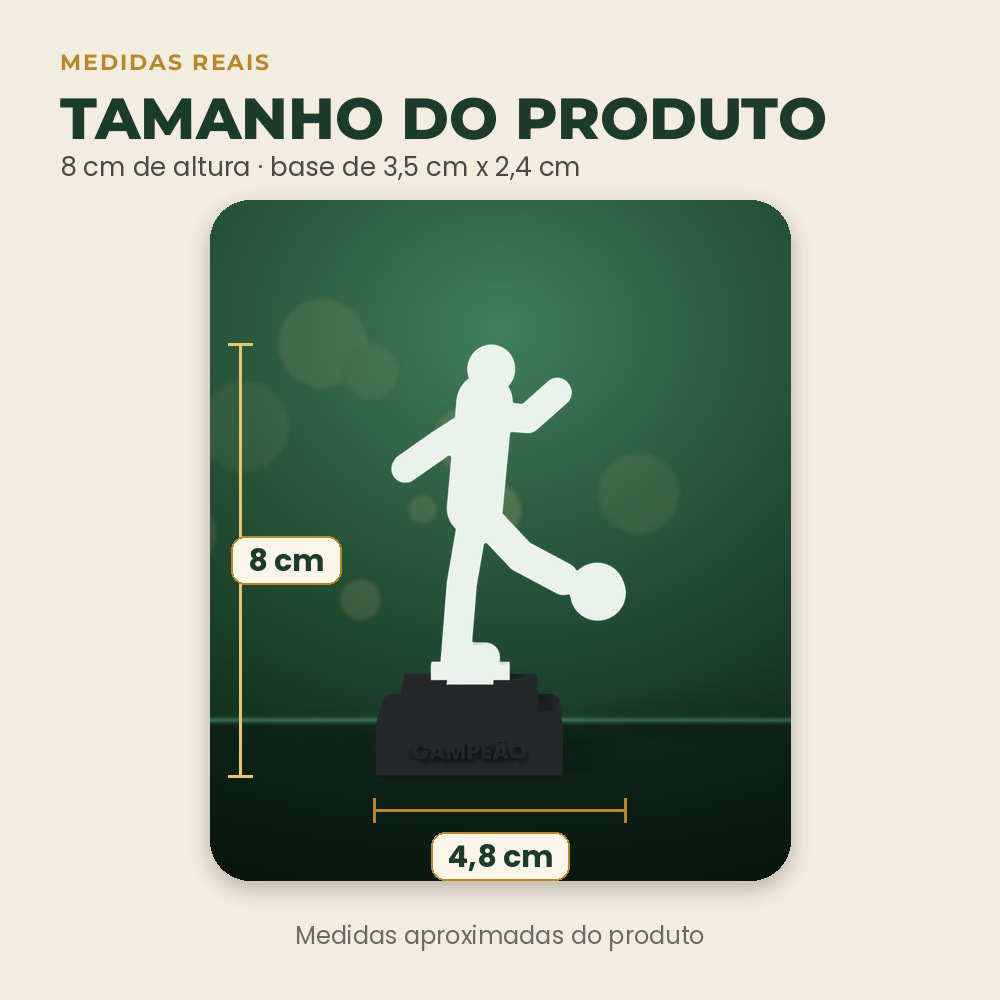 MEDIDAS REAIS
TAMANHO DO PRODUTO
8 cm de altura · base de 3,5 cm x 2,4 cm
8 cm
CAMPEÃO
4,8 cm
Medidas aproximadas do produto